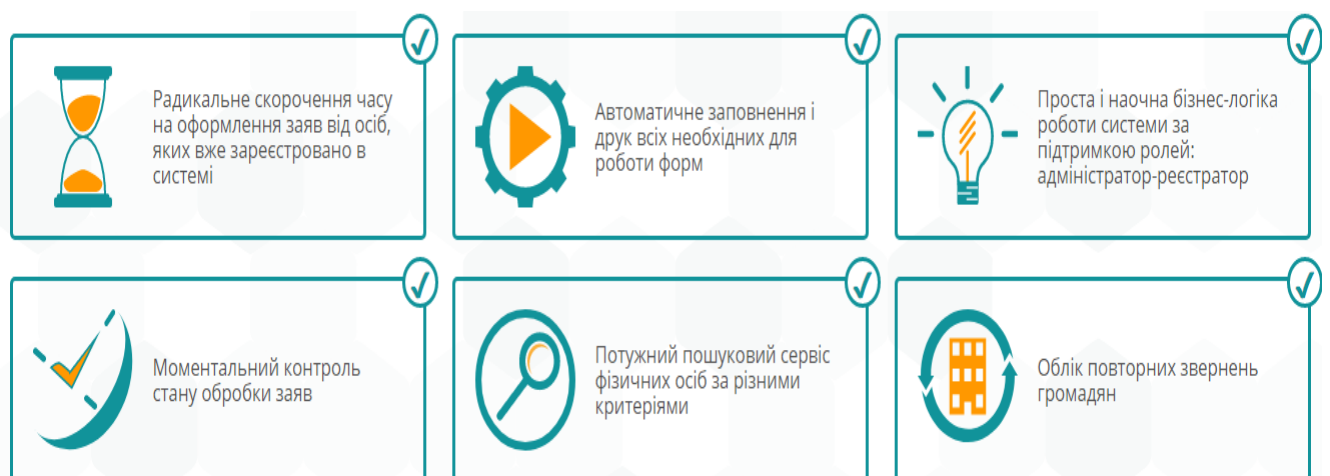 Радикальне скорочення часу
на оформлення заяв від осіб,
яких вже зареєстровано в
системі
Автоматичне заповнення і
друк всіх необхідних для
роботи форм
Проста і наочна бізнес-логіка
роботи системи за
підтримкою ролей:
адміністратор-реєстратор
Моментальний контроль
стану обробки заяв
Потужний пошуковий сервіс
фізичних осіб за різними
критеріями
Облік повторних звернень
громадян